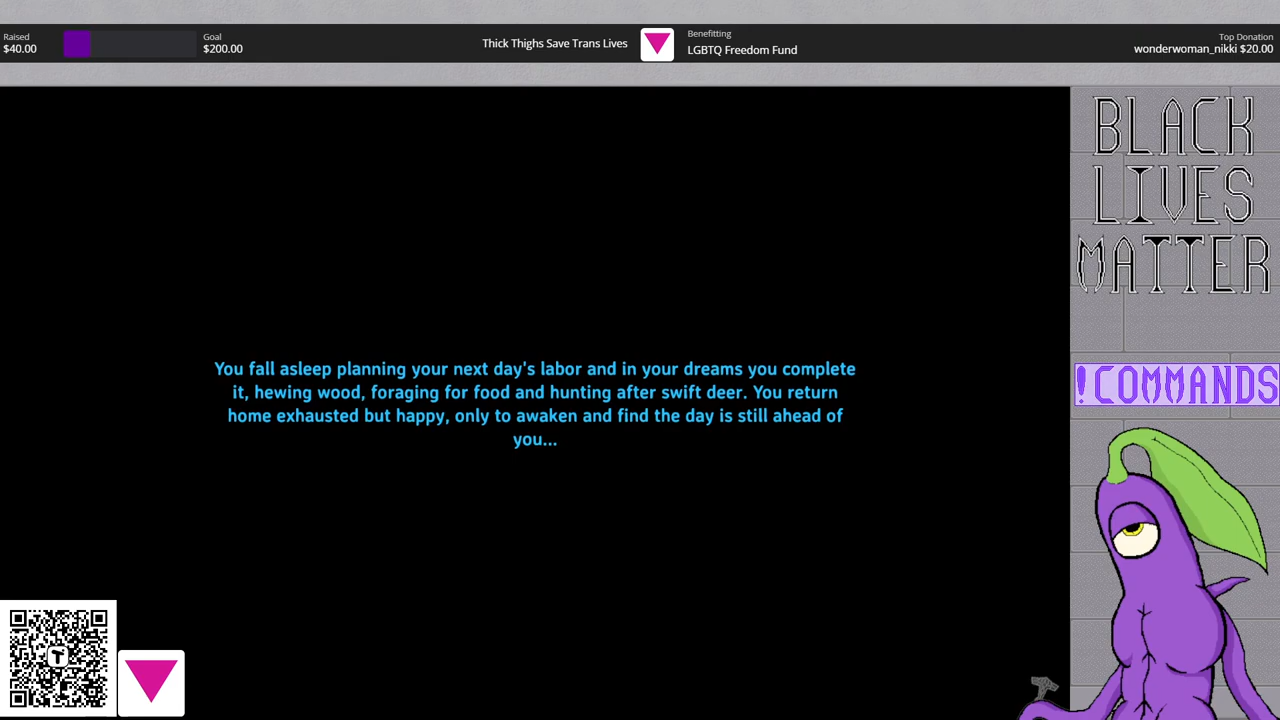 Raised
$40.00
Goal
$200.00
Thick Thighs Save Trans Lives
Benefitting
LGBTQ Freedom Fund
Top Donation
wonderwoman_nikki $20.00
BLACK
LIVES
MATTER
!COMMANDS
You fall asleep planning your next day's labor and in your dreams you complete
it, hewing wood, foraging for food and hunting after swift deer. You return
home exhausted but happy, only to awaken and find the day is still ahead of
you...
T